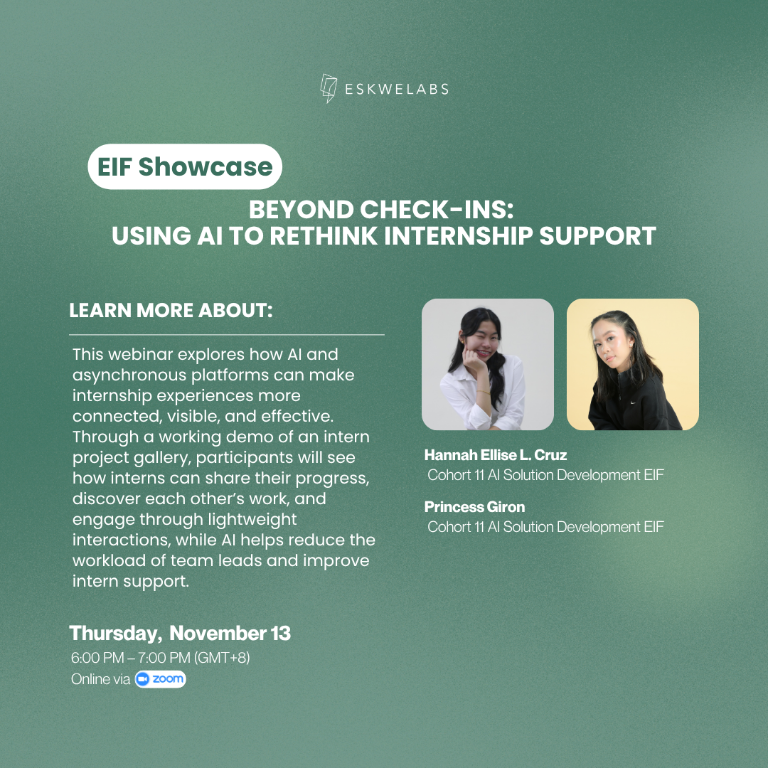 ESKWELABS
EIF Showcase
BEYOND CHECK-INS:
USING AI TO RETHINK INTERNSHIP SUPPORT
LEARN MORE ABOUT:
This webinar explores how AI and
asynchronous platforms can make
internship experiences more
connected, visible, and effective.
Through a working demo of an intern
project gallery, participants will see
how interns can share their progress,
discover each other's work, and
engage through lightweight
interactions, while AI helps reduce the
workload of team leads and improve
intern support.
Thursday, November 13
6:00 PM – 7:00 PM (GMT+8)
Online via zoom
Hannah Ellise L. Cruz
Cohort 11 AI Solution Development EIF
Princess Giron
Cohort 11 AI Solution Development EIF